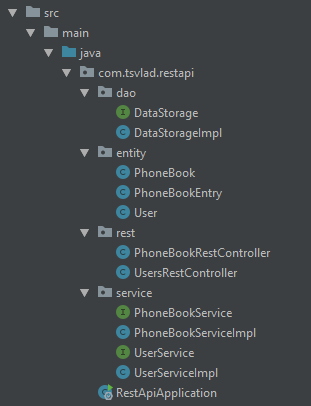 src
main
java
com.tsvlad.restapi
dao
DataStorage
DataStorageImpl
entity
PhoneBook
PhoneBookEntry
User
rest
PhoneBookRestController
UsersRestController
service
PhoneBookService
PhoneBookServiceImpl
UserService
UserServiceImpl
RestApiApplication